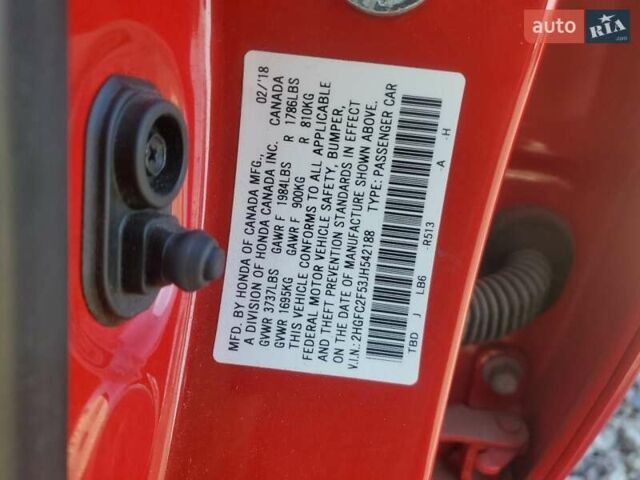 MFD. BY HONDA OF CANADA MFG., 02/'18
A DIVISION OF HONDA CANADA INC. CANADA
GVWR 3737LBS GAWR F 1984LBS R 1786LBS
GVWR 1695KG GAWR F 900KG R 810KG
THIS VEHICLE CONFORMS TO ALL APPLICABLE
FEDERAL MOTOR VEHICLE SAFETY, BUMPER,
AND THEFT PREVENTION STANDARDS IN EFFECT
ON THE DATE OF MANUFACTURE SHOWN ABOVE.
V.I.N.: 2HGFC2F53JH542188 TYPE: PASSENGER CAR
TBD J LB6 -R513 -A -H
auto RIA.com